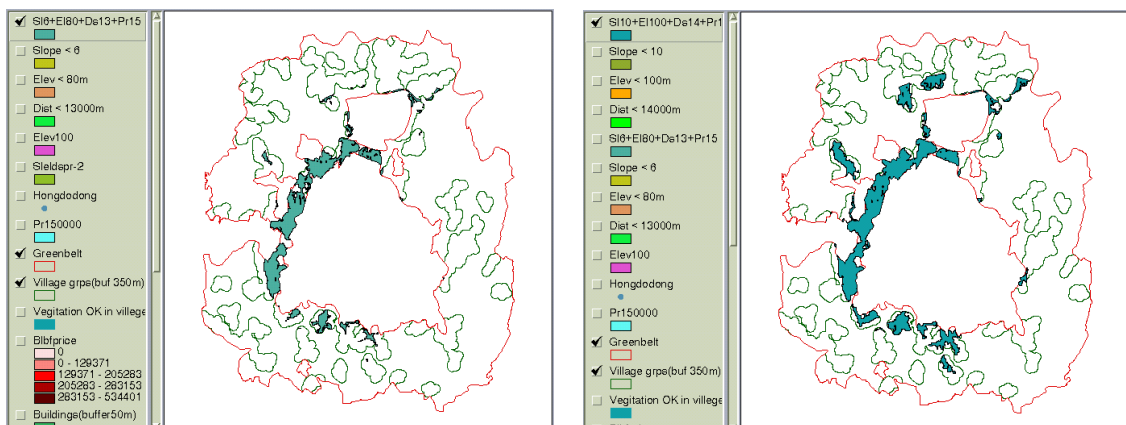 Sl6+El80+Ds13+Pr15
Slope < 6
Elev < 80m
Dist < 13000m
Elev100
Sleldspr-2
Hongdodong
Pr150000
Greenbelt
Village grps(buf 350m)
Vegitation OK in villege
Blbfprice
0
0 - 129371
129371 - 205283
205283 - 283153
283153 - 534401
Buildings(buffer50m)
Sl10+El100+Da14+Pr1
Slope < 10
Elev < 100m
Dist < 14000m
Sl6+El80+Ds13+Pr15
Slope < 6
Elev < 80m
Dist < 13000m
Elev100
Hongdodong
Pr150000
Greenbelt
Village grps(buf 350m)
Vegitation OK in villege